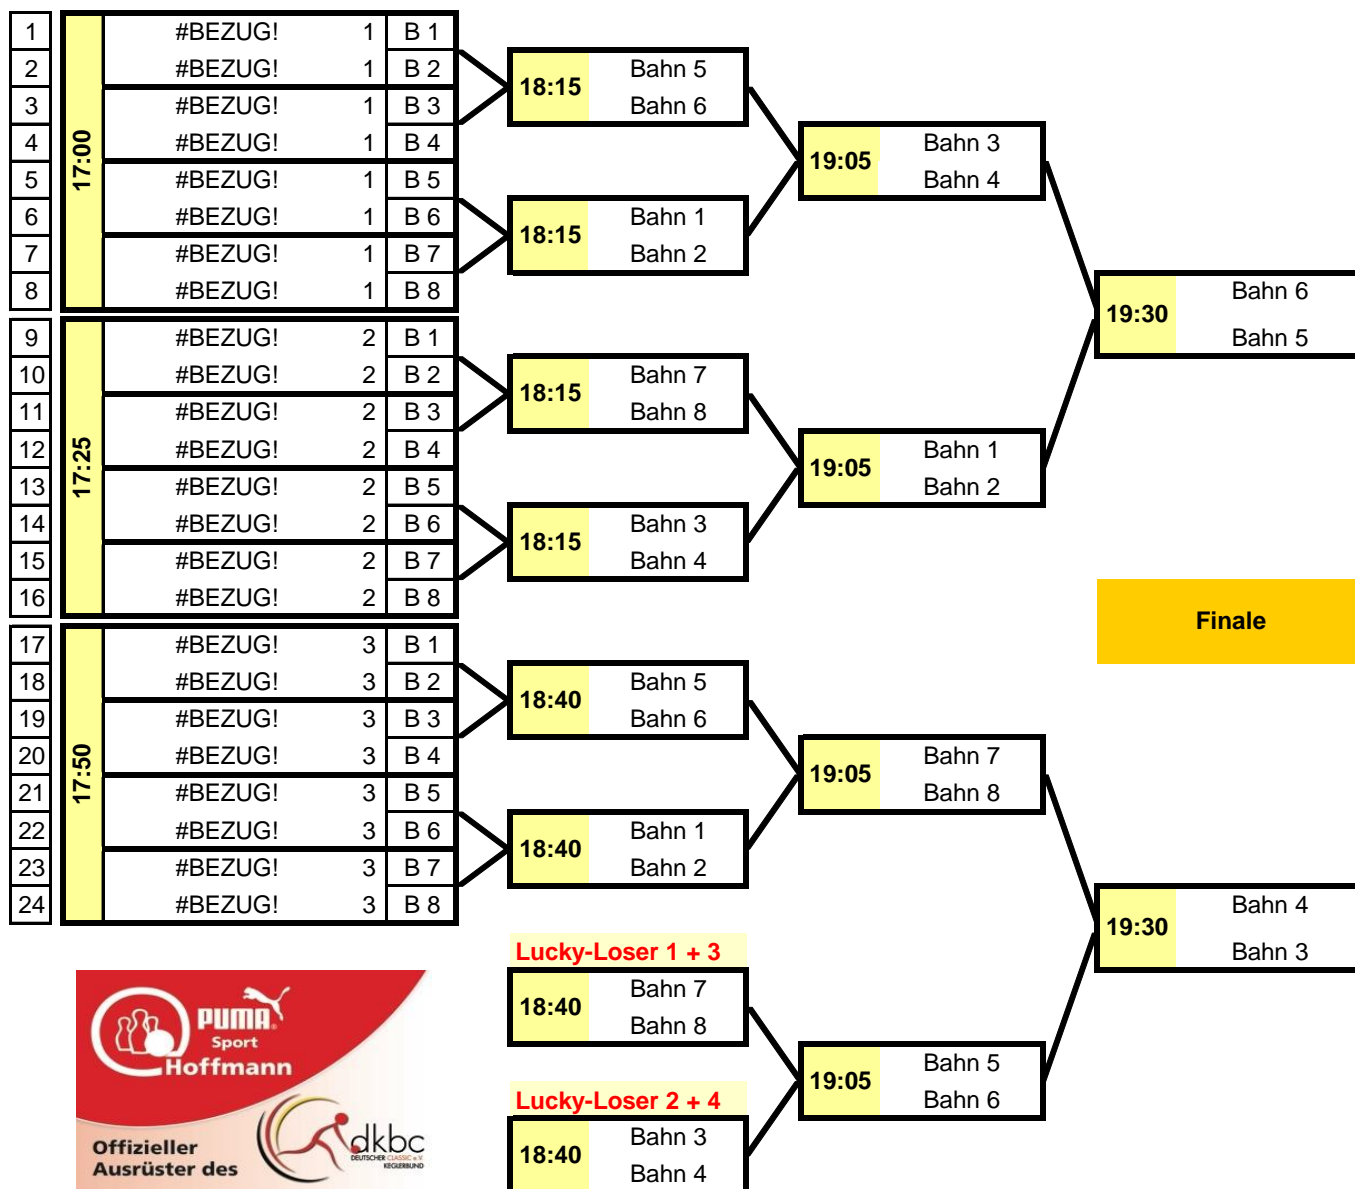 1 #BEZUG! 1 B 1
2 #BEZUG! 1 B 2
3 #BEZUG! 1 B 3
4 #BEZUG! 1 B 4
5 #BEZUG! 1 B 5
6 #BEZUG! 1 B 6
7 #BEZUG! 1 B 7
8 #BEZUG! 1 B 8
17:00
9 #BEZUG! 2 B 1
10 #BEZUG! 2 B 2
11 #BEZUG! 2 B 3
12 #BEZUG! 2 B 4
13 #BEZUG! 2 B 5
14 #BEZUG! 2 B 6
15 #BEZUG! 2 B 7
16 #BEZUG! 2 B 8
17:25
17 #BEZUG! 3 B 1
18 #BEZUG! 3 B 2
19 #BEZUG! 3 B 3
20 #BEZUG! 3 B 4
21 #BEZUG! 3 B 5
22 #BEZUG! 3 B 6
23 #BEZUG! 3 B 7
24 #BEZUG! 3 B 8
17:50
18:15
Bahn 5
Bahn 6
18:15
Bahn 1
Bahn 2
18:15
Bahn 7
Bahn 8
18:15
Bahn 3
Bahn 4
18:40
Bahn 5
Bahn 6
18:40
Bahn 1
Bahn 2
Lucky-Loser 1 + 3
18:40
Bahn 7
Bahn 8
Lucky-Loser 2 + 4
18:40
Bahn 3
Bahn 4
19:05
Bahn 3
Bahn 4
19:05
Bahn 1
Bahn 2
19:05
Bahn 7
Bahn 8
19:05
Bahn 5
Bahn 6
19:30
Bahn 6
Bahn 5
Finale
19:30
Bahn 4
Bahn 3
PUMA
Sport
Hoffmann
Offizieller
Ausrüster des
dkbc
DEUTSCHER CLASSIC e.V.
KEGLERBUND